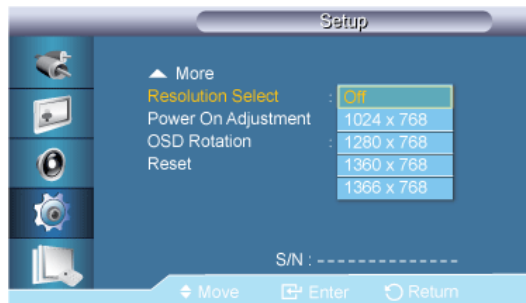 Setup
▲ More
Resolution Select : Off
Power On Adjustment 1024 x 768
OSD Rotation : 1280 x 768
Reset 1360 x 768
1366 x 768
S/N : --------------
Move Enter Return